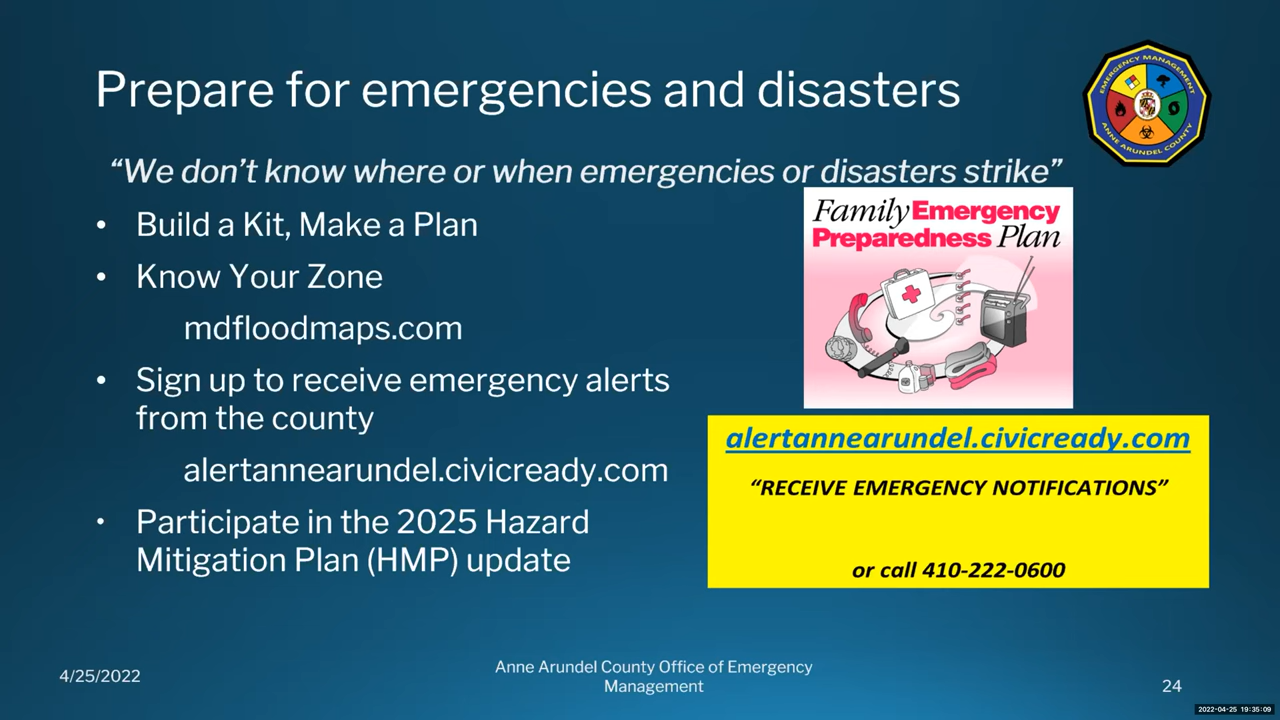 Prepare for emergencies and disasters
EMERGENCY MANAGEMENT
ANNE ARUNDEL COUNTY
“We don’t know where or when emergencies or disasters strike”
• Build a Kit, Make a Plan
• Know Your Zone
mdfloodmaps.com
• Sign up to receive emergency alerts
from the county
alertannearundel.civicready.com
• Participate in the 2025 Hazard
Mitigation Plan (HMP) update
Family Emergency
Preparedness Plan
alertannearundel.civicready.com
“RECEIVE EMERGENCY NOTIFICATIONS”
or call 410-222-0600
4/25/2022
Anne Arundel County Office of Emergency
Management
24
2022-04-25 19:35:09